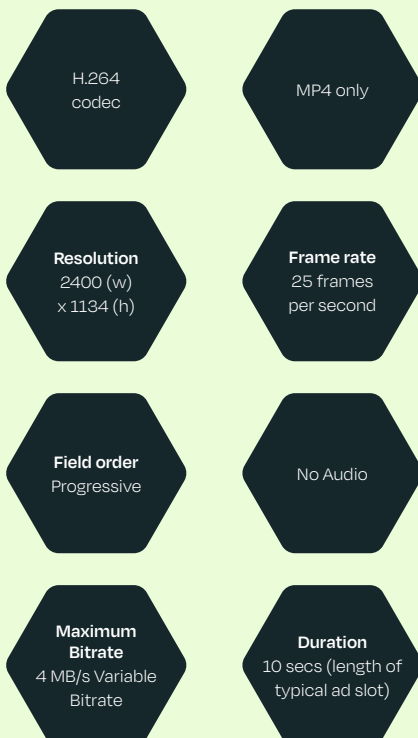 H.264
codec
MP4 only
Resolution
2400 (w)
x 1134 (h)
Frame rate
25 frames
per second
Field order
Progressive
No Audio
Maximum
Bitrate
4 MB/s Variable
Bitrate
Duration
10 secs (length of
typical ad slot)